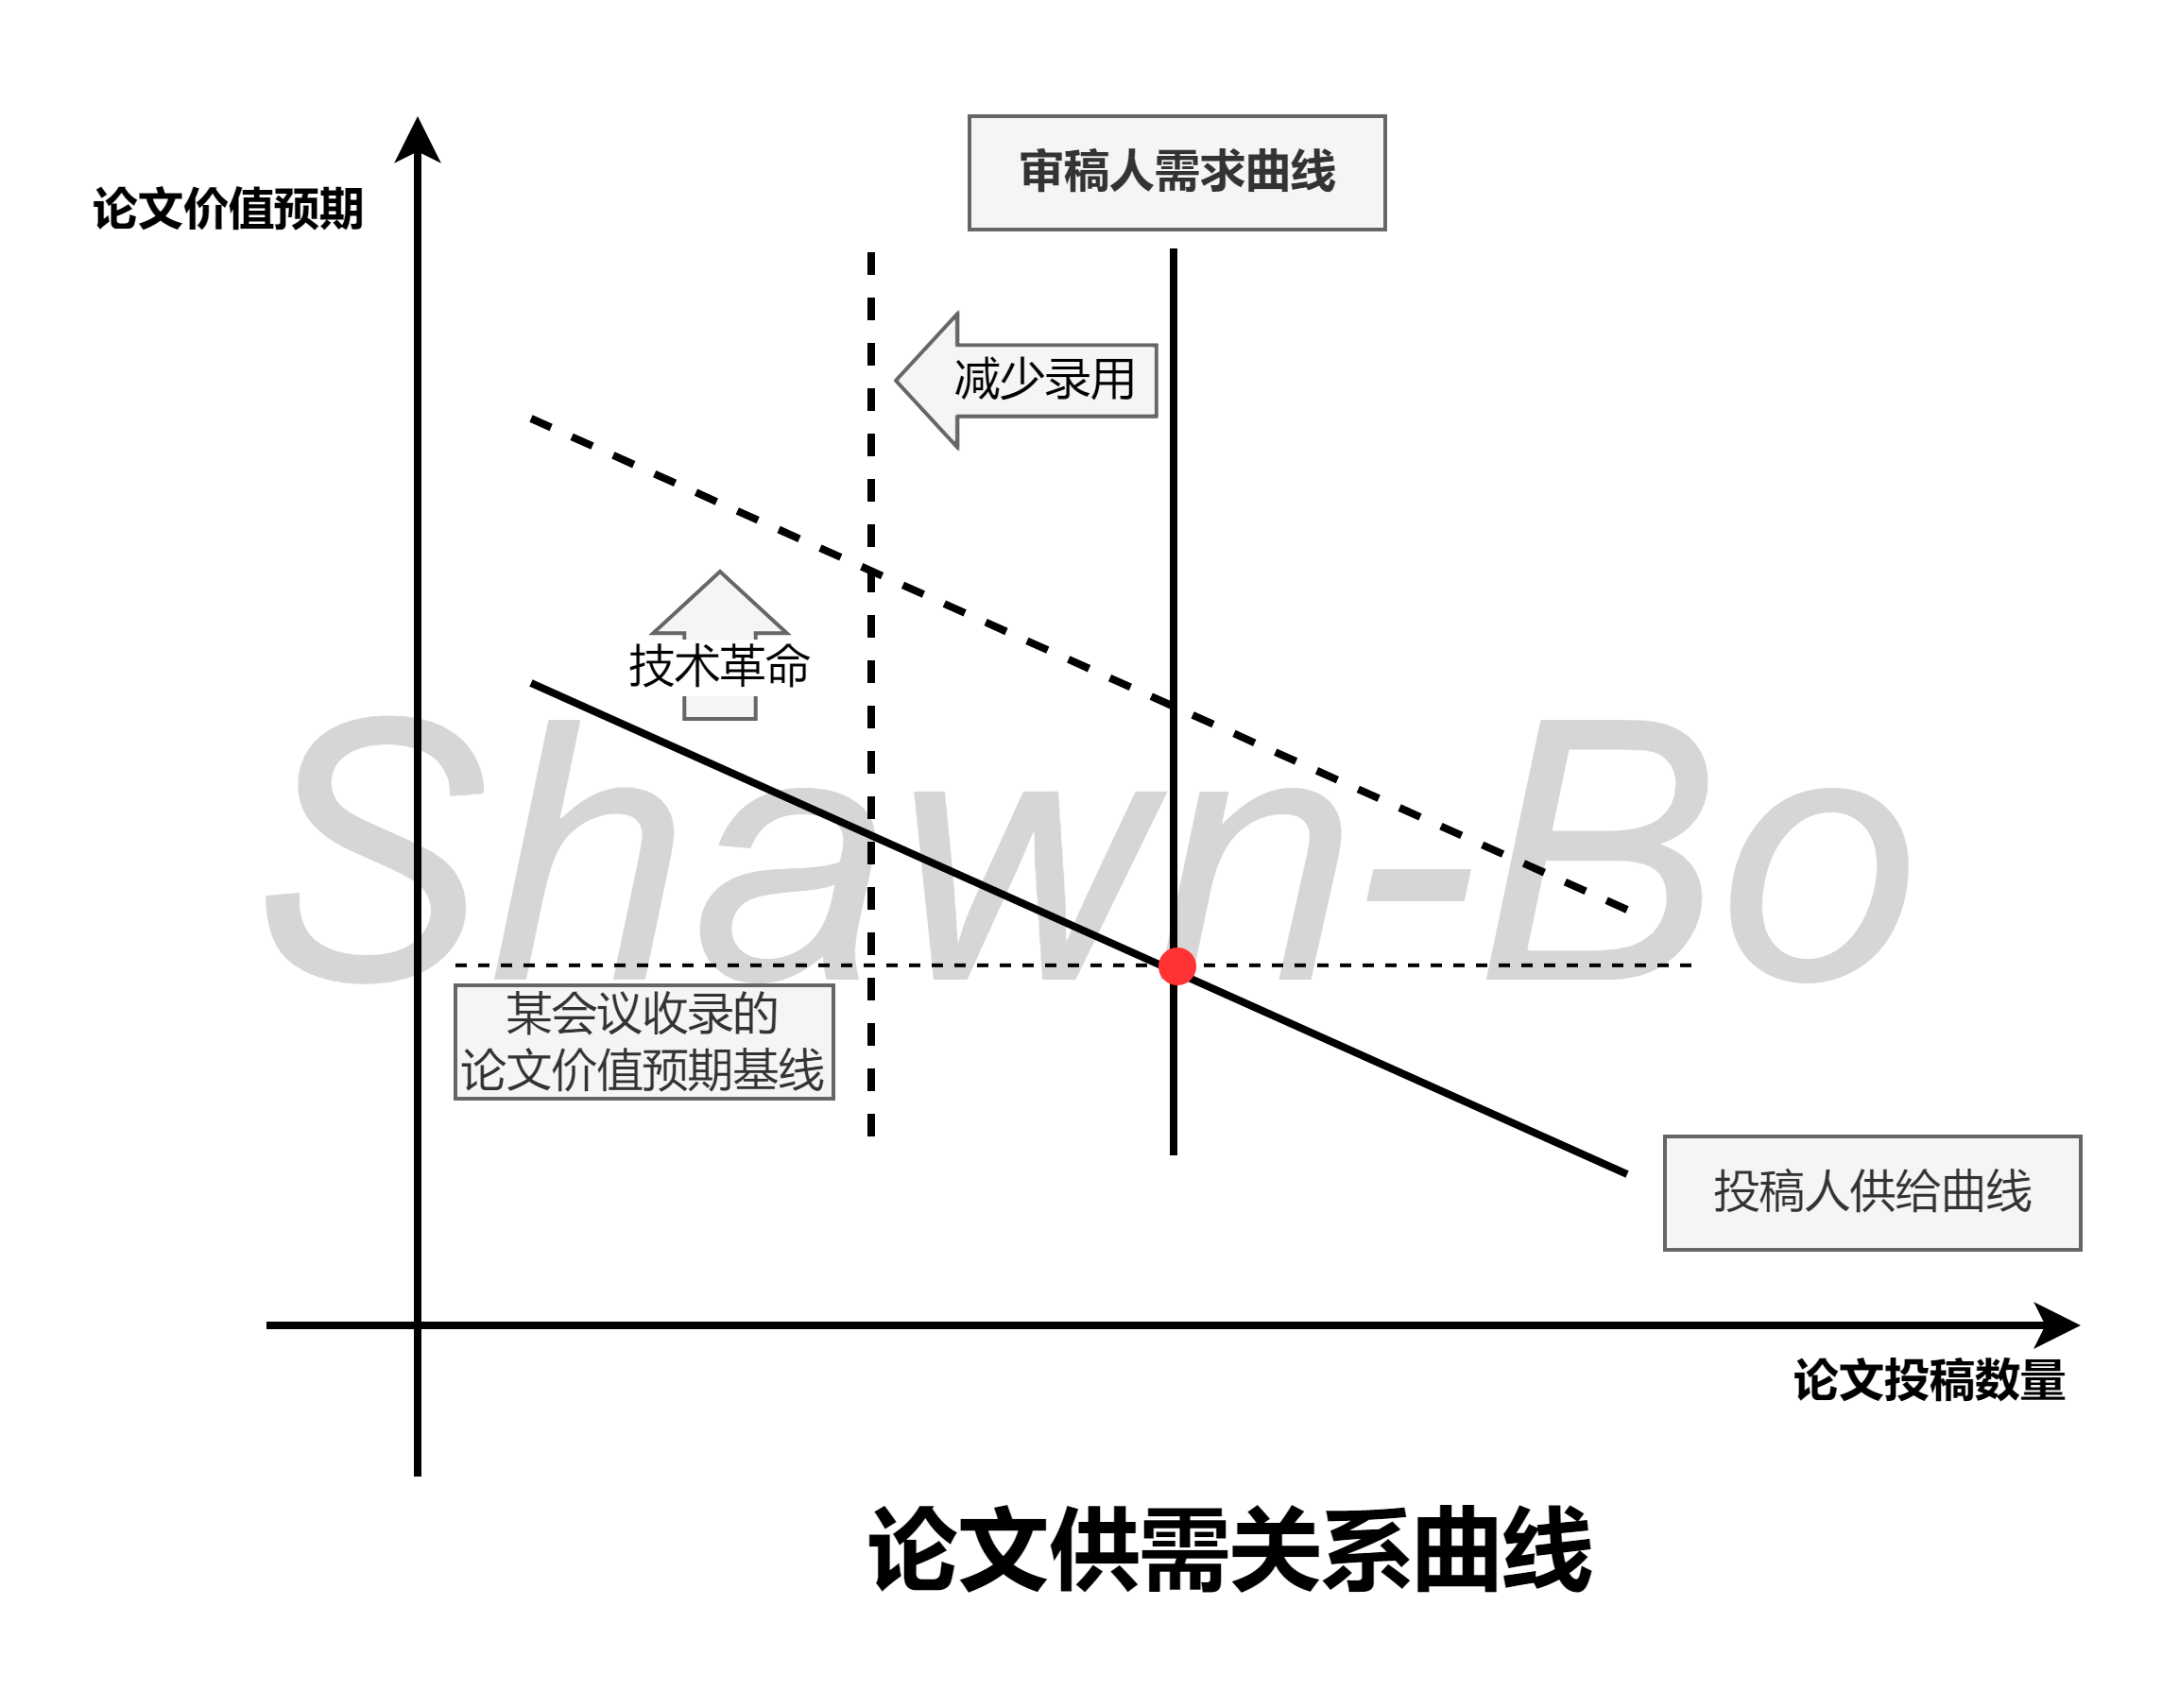 审稿人需求曲线
论文价值预期
减少录用
技术革命
Shawn-Bo
某会议收录的
论文价值预期基线
投稿人供给曲线
论文投稿数量
论文供需关系曲线